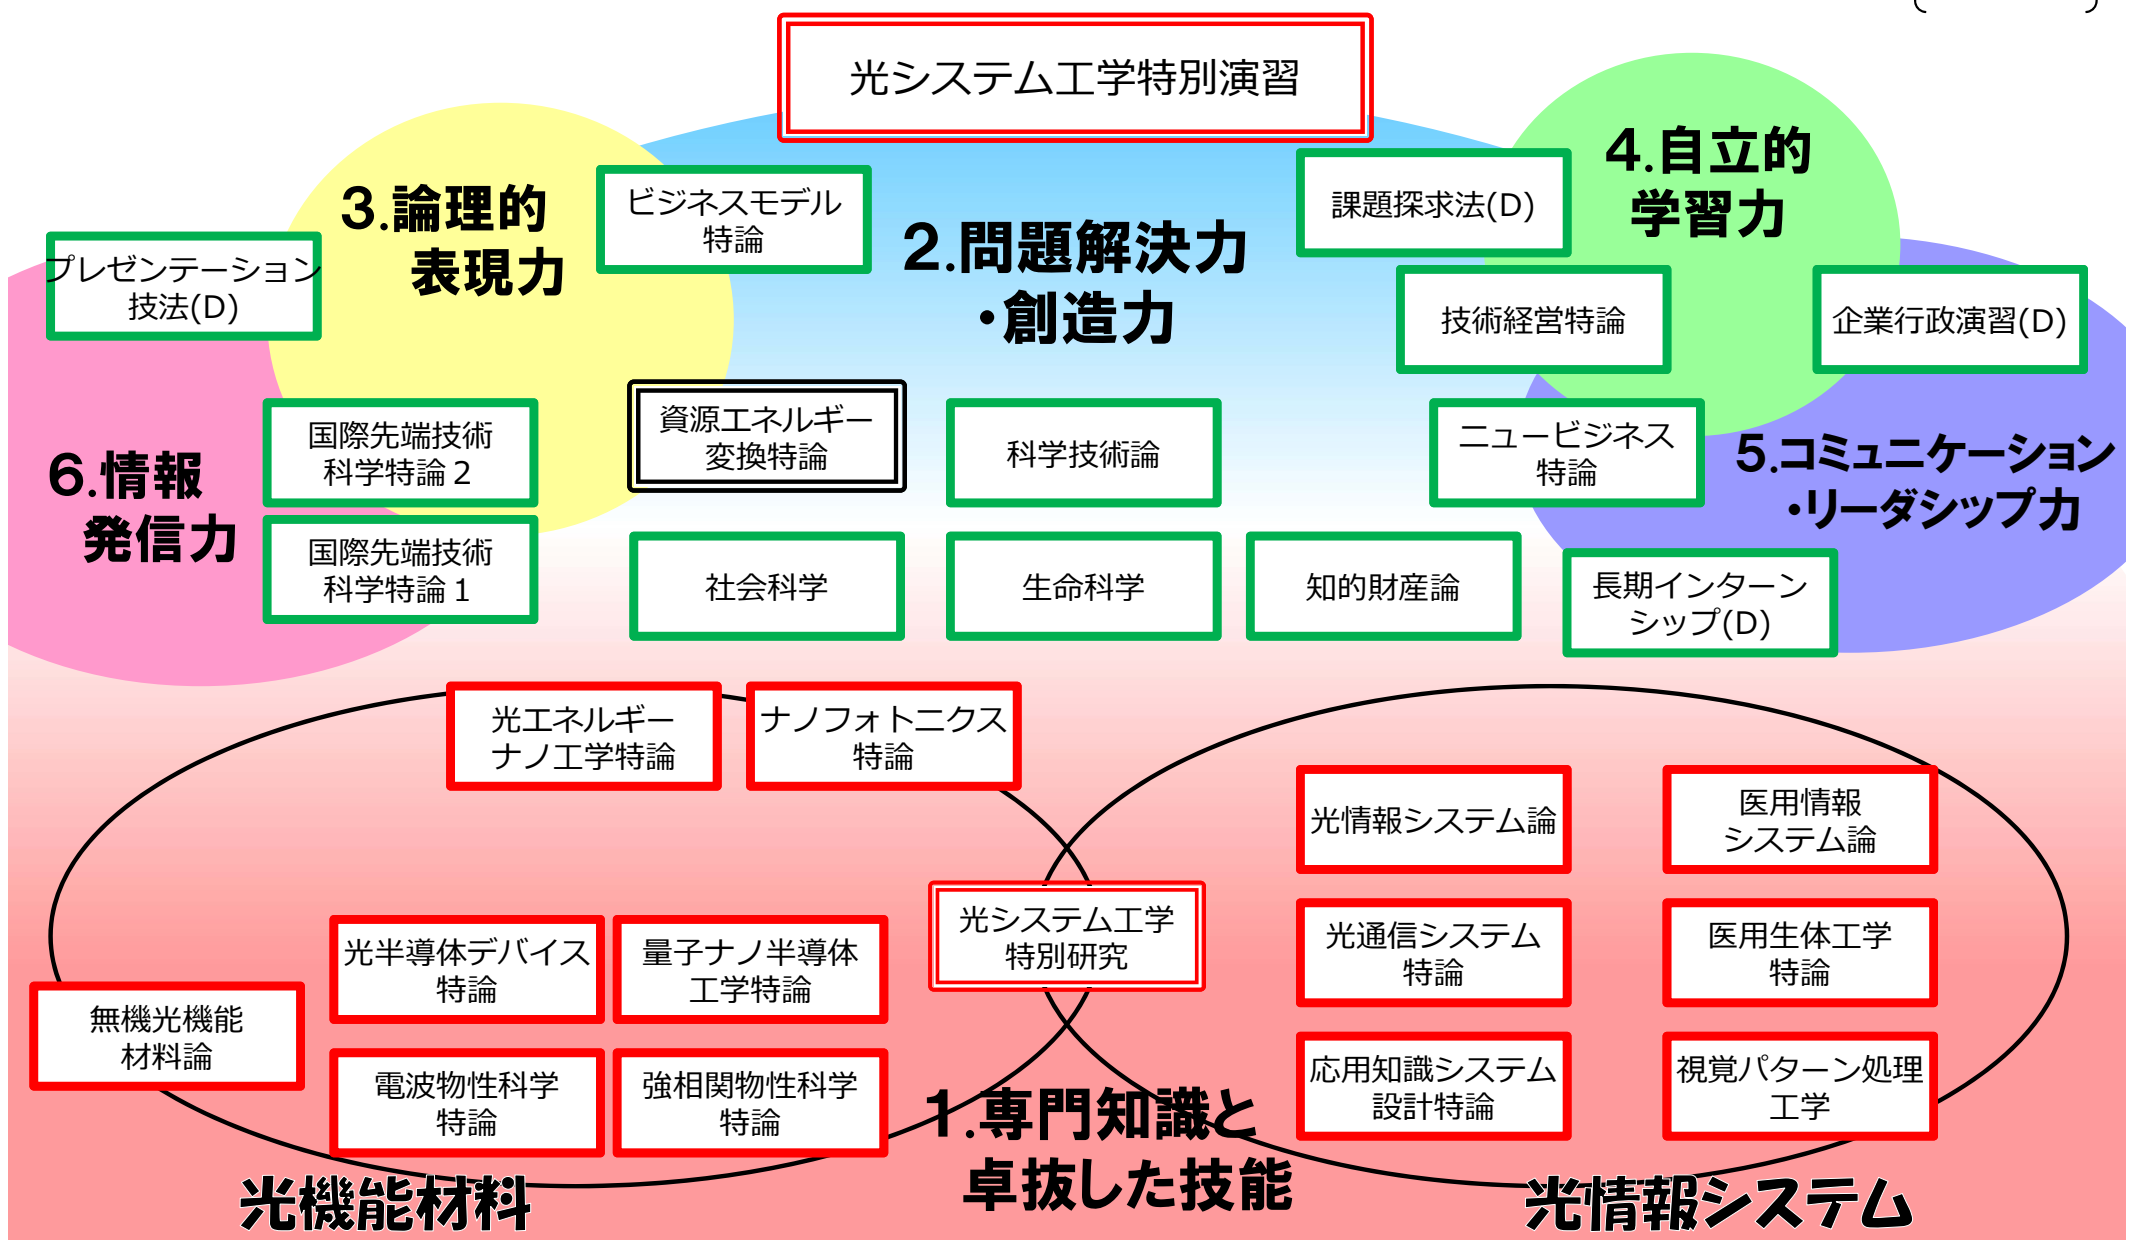 光システム工学特別演習
4.自立的
学習力
3.論理的
表現力
ビジネスモデル
特論
課題探求法(D)
2.問題解決力
・創造力
プレゼンテーション
技法(D)
技術経営特論
企業行政演習(D)
国際先端技術
科学特論2
資源エネルギー
変換特論
科学技術論
ニュービジネス
特論
5.コミュニケーション
・リーダシップ力
6.情報
発信力
国際先端技術
科学特論1
社会科学
生命科学
知的財産論
長期インターン
シップ(D)
光エネルギー
ナノ工学特論
ナノフォトニクス
特論
光情報システム論
医用情報
システム論
光システム工学
特別研究
光半導体デバイス
特論
量子ナノ半導体
工学特論
光通信システム
特論
医用生体工学
特論
無機光機能
材料論
電波物性科学
特論
強相関物性科学
特論
応用知識システム
設計特論
視覚パターン処理
工学
1.専門知識と
卓抜した技能
光機能材料
光情報システム